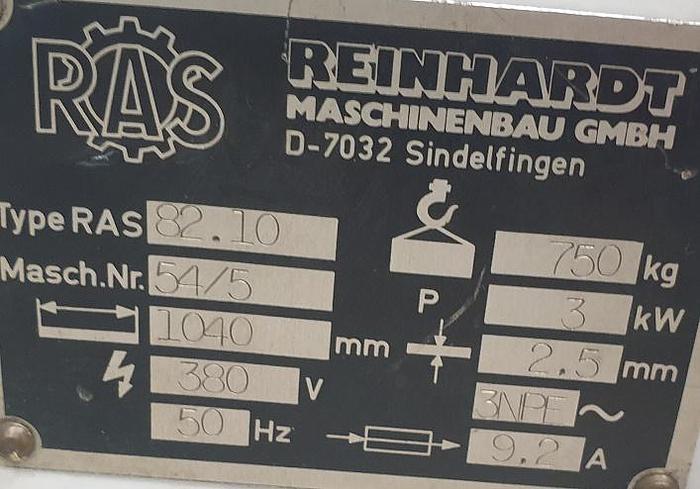 RAS
REINHARDT
MASCHINENBAU GMBH
D-7032 Sindelfingen
Type RAS 82.10
Masch.Nr. 54/5
1040 mm
380 V
50 Hz
750 kg
P 3 kW
2.5 mm
3NPE ~
9.2 A